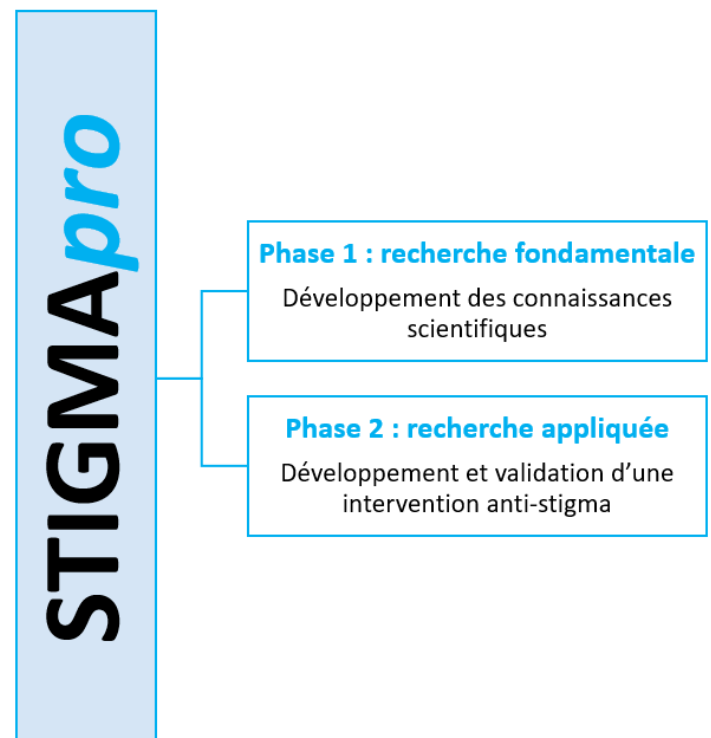 STIGMApro
Phase 1 : recherche fondamentale
Développement des connaissances
scientifiques
Phase 2 : recherche appliquée
Développement et validation d’une
intervention anti-stigma